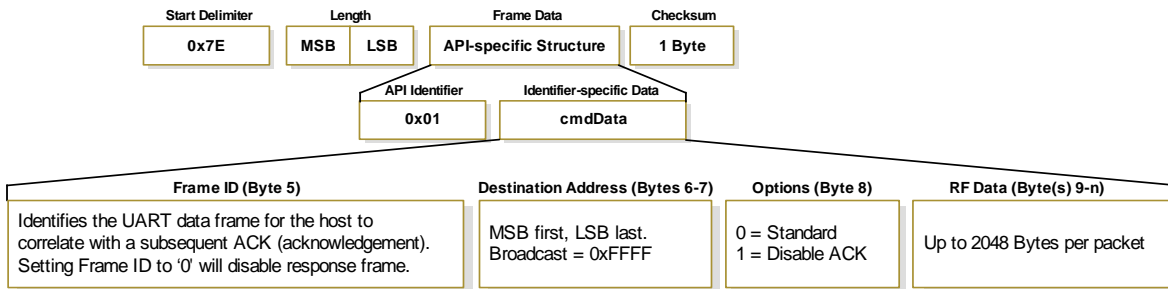 Start Delimiter Length Frame Data Checksum
0x7E MSB LSB API-specific Structure 1 Byte
API Identifier Identifier-specific Data
0x01 cmdData
Frame ID (Byte 5) Destination Address (Bytes 6-7) Options (Byte 8) RF Data (Byte(s) 9-n)
Identifies the UART data frame for the host to
correlate with a subsequent ACK (acknowledgement).
Setting Frame ID to ‘0' will disable response frame.
MSB first, LSB last.
Broadcast = 0xFFFF
0 = Standard
1 = Disable ACK
Up to 2048 Bytes per packet